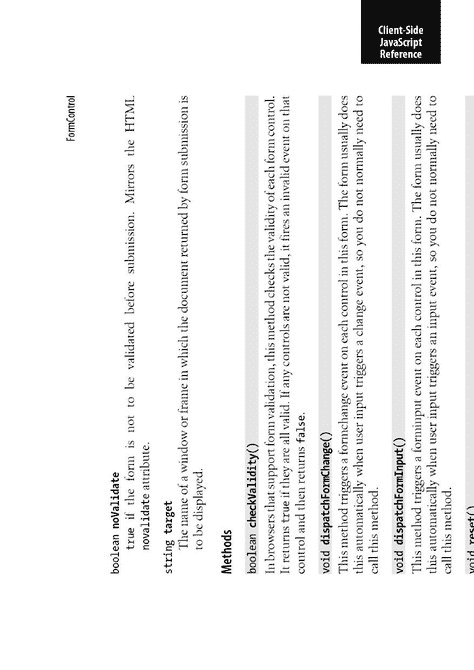 Client-Side
JavaScript
Reference
FormControl
boolean noValidate
true if the form is not to be validated before submission. Mirrors the HTML
novalidate attribute.
string target
The name of a window or frame in which the document returned by form submission is
to be displayed.
Methods
boolean checkValidity()
In browsers that support form validation, this method checks the validity of each form control.
It returns true if they are all valid. If any controls are not valid, it fires an invalid event on that
control and then returns false.
void dispatchFormChange()
This method triggers a formchange event on each control in this form. The form usually does
this automatically when user input triggers a change event, so you do not normally need to
call this method.
void dispatchFormInput()
This method triggers a forminput event on each control in this form. The form usually does
this automatically when user input triggers an input event, so you do not normally need to
call this method.
void reset()